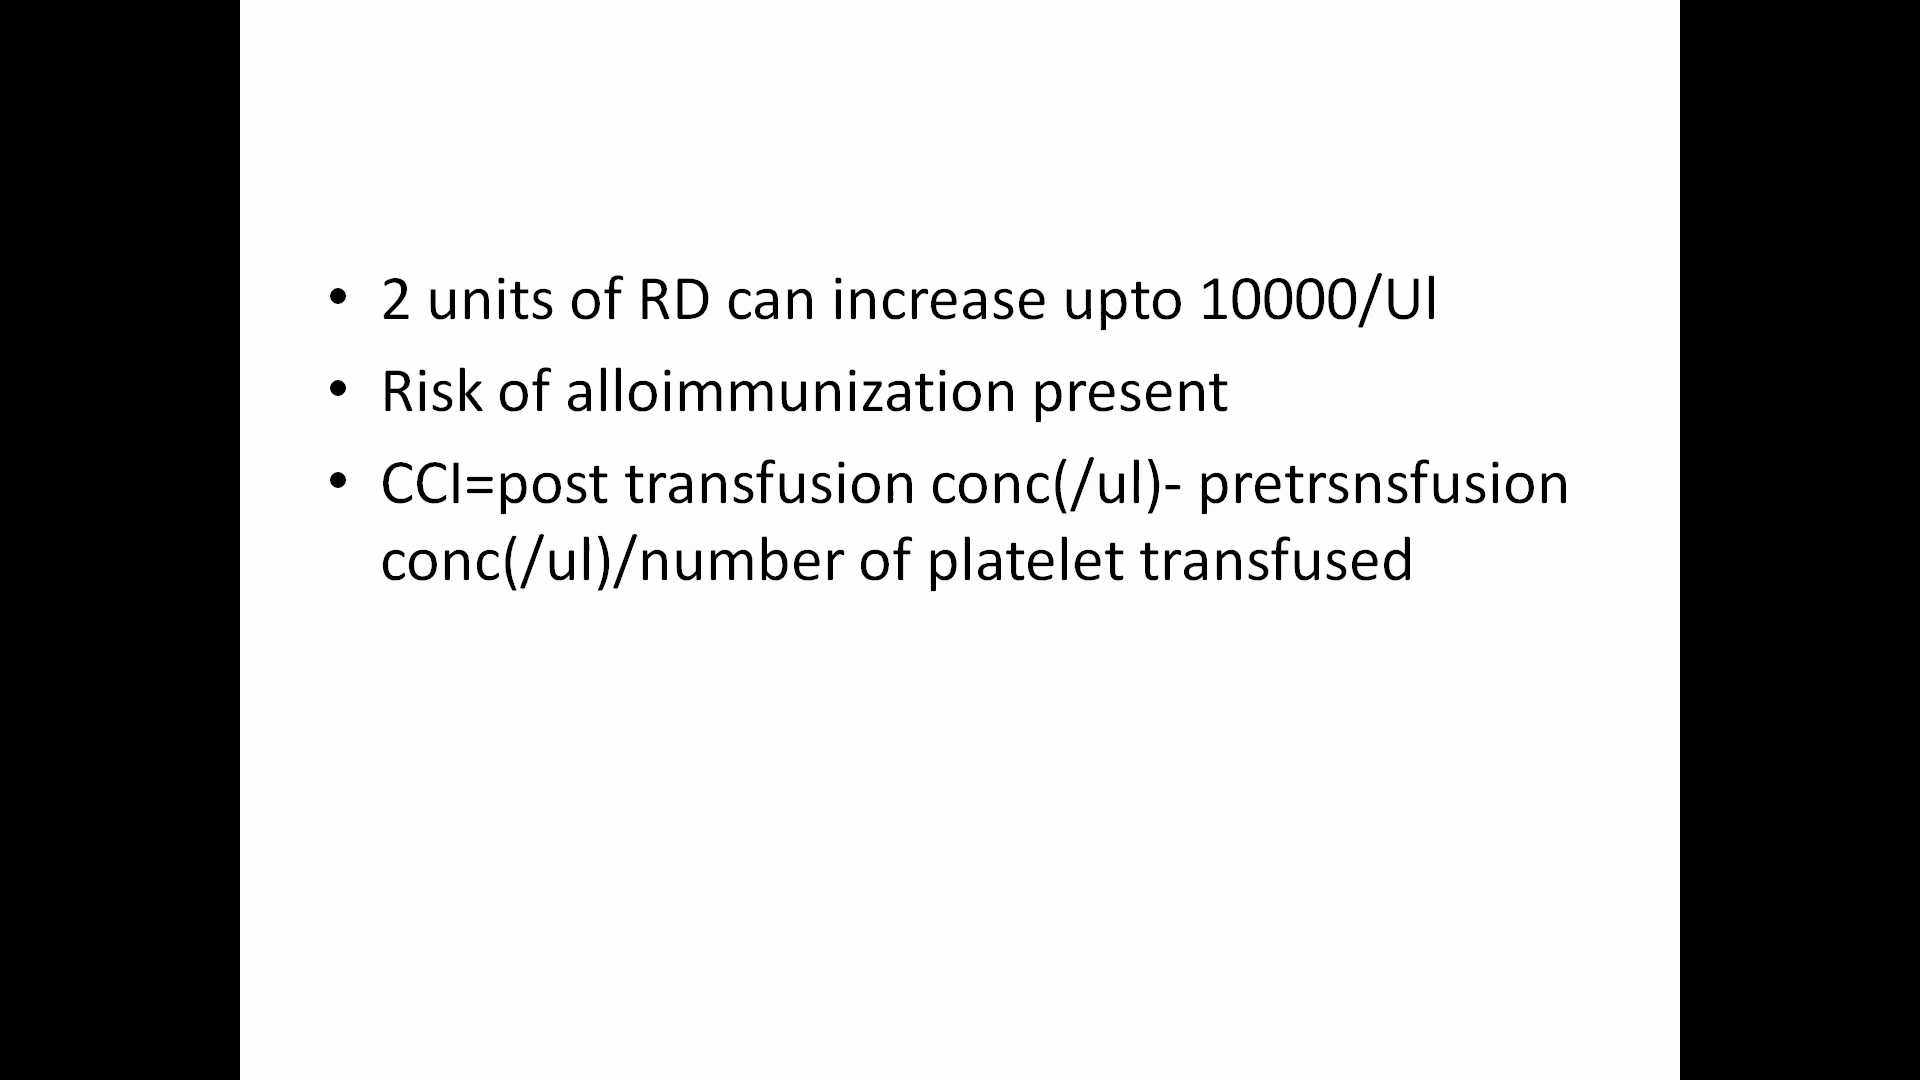 • 2 units of RD can increase upto 10000/Ul
• Risk of alloimmunization present
• CCI=post transfusion conc(/ul)- pretrsnsfusion
conc(/ul)/number of platelet transfused